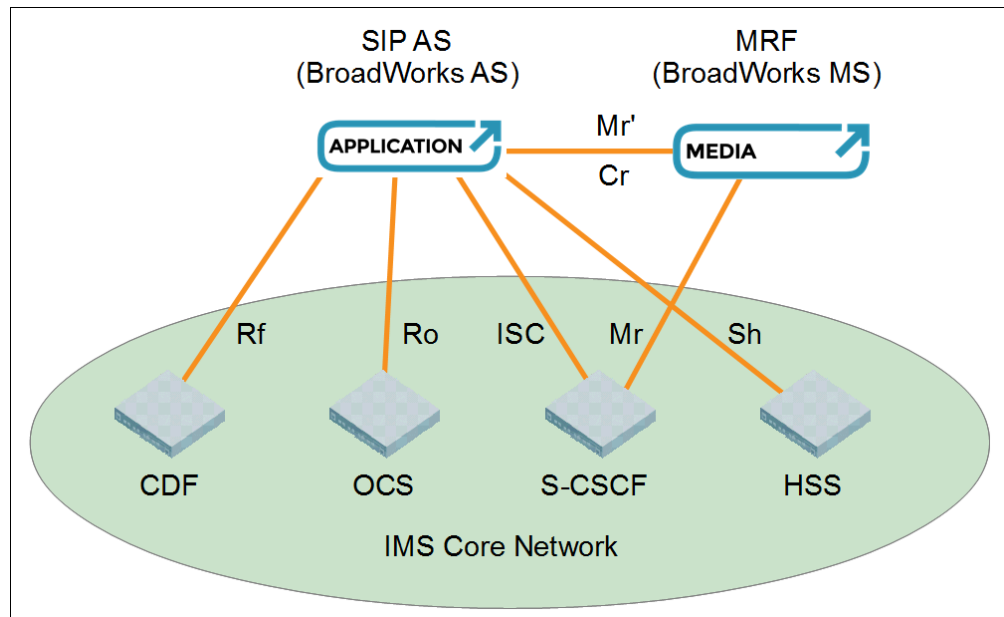 SIP AS
(BroadWorks AS)
MRF
(BroadWorks MS)
APPLICATION
Mr'
Cr
MEDIA
Rf
Ro
ISC
Mr
Sh
CDF
OCS
S-CSCF
HSS
IMS Core Network